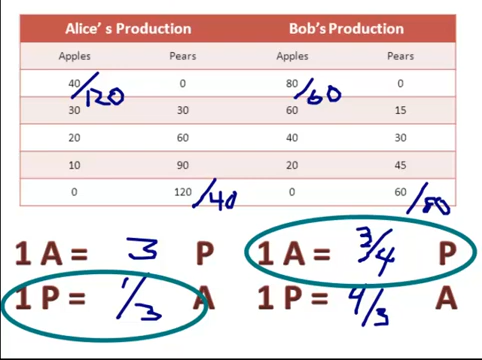 Alice' s Production Bob's Production
Apples Pears Apples Pears
40/120 0 80/60 0
30 30 60 15
20 60 40 30
10 90 20 45
0 120/40 0 60/80
1 A = 3 P 1 A = 3/4 P
1 P = 1/3 A 1 P = 4/3 A